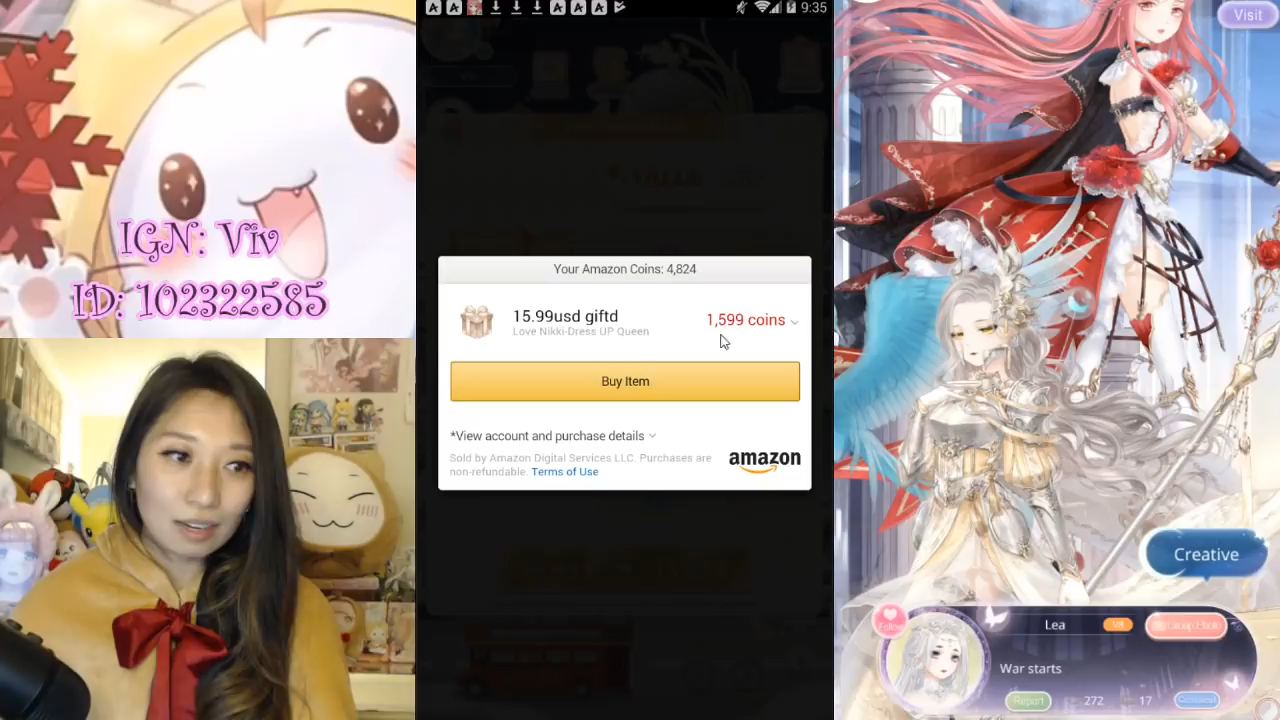 IGN: Viv
ID: 102322585
9:35
Your Amazon Coins: 4,824
15.99usd giftd
Love Nikki-Dress UP Queen
1,599 coins
Buy Item
*View account and purchase details
Sold by Amazon Digital Services LLC. Purchases are
non-refundable. Terms of Use
amazon
Visit
Creative
Follow
Lea
War starts
Report
272
17